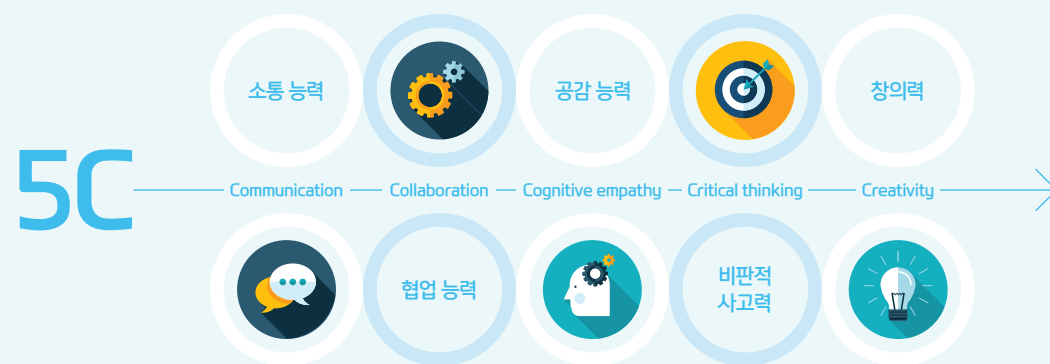 소통 능력
공감 능력
창의력
5C
Communication
Collaboration
Cognitive empathy
Critical thinking
Creativity
협업 능력
비판적
사고력